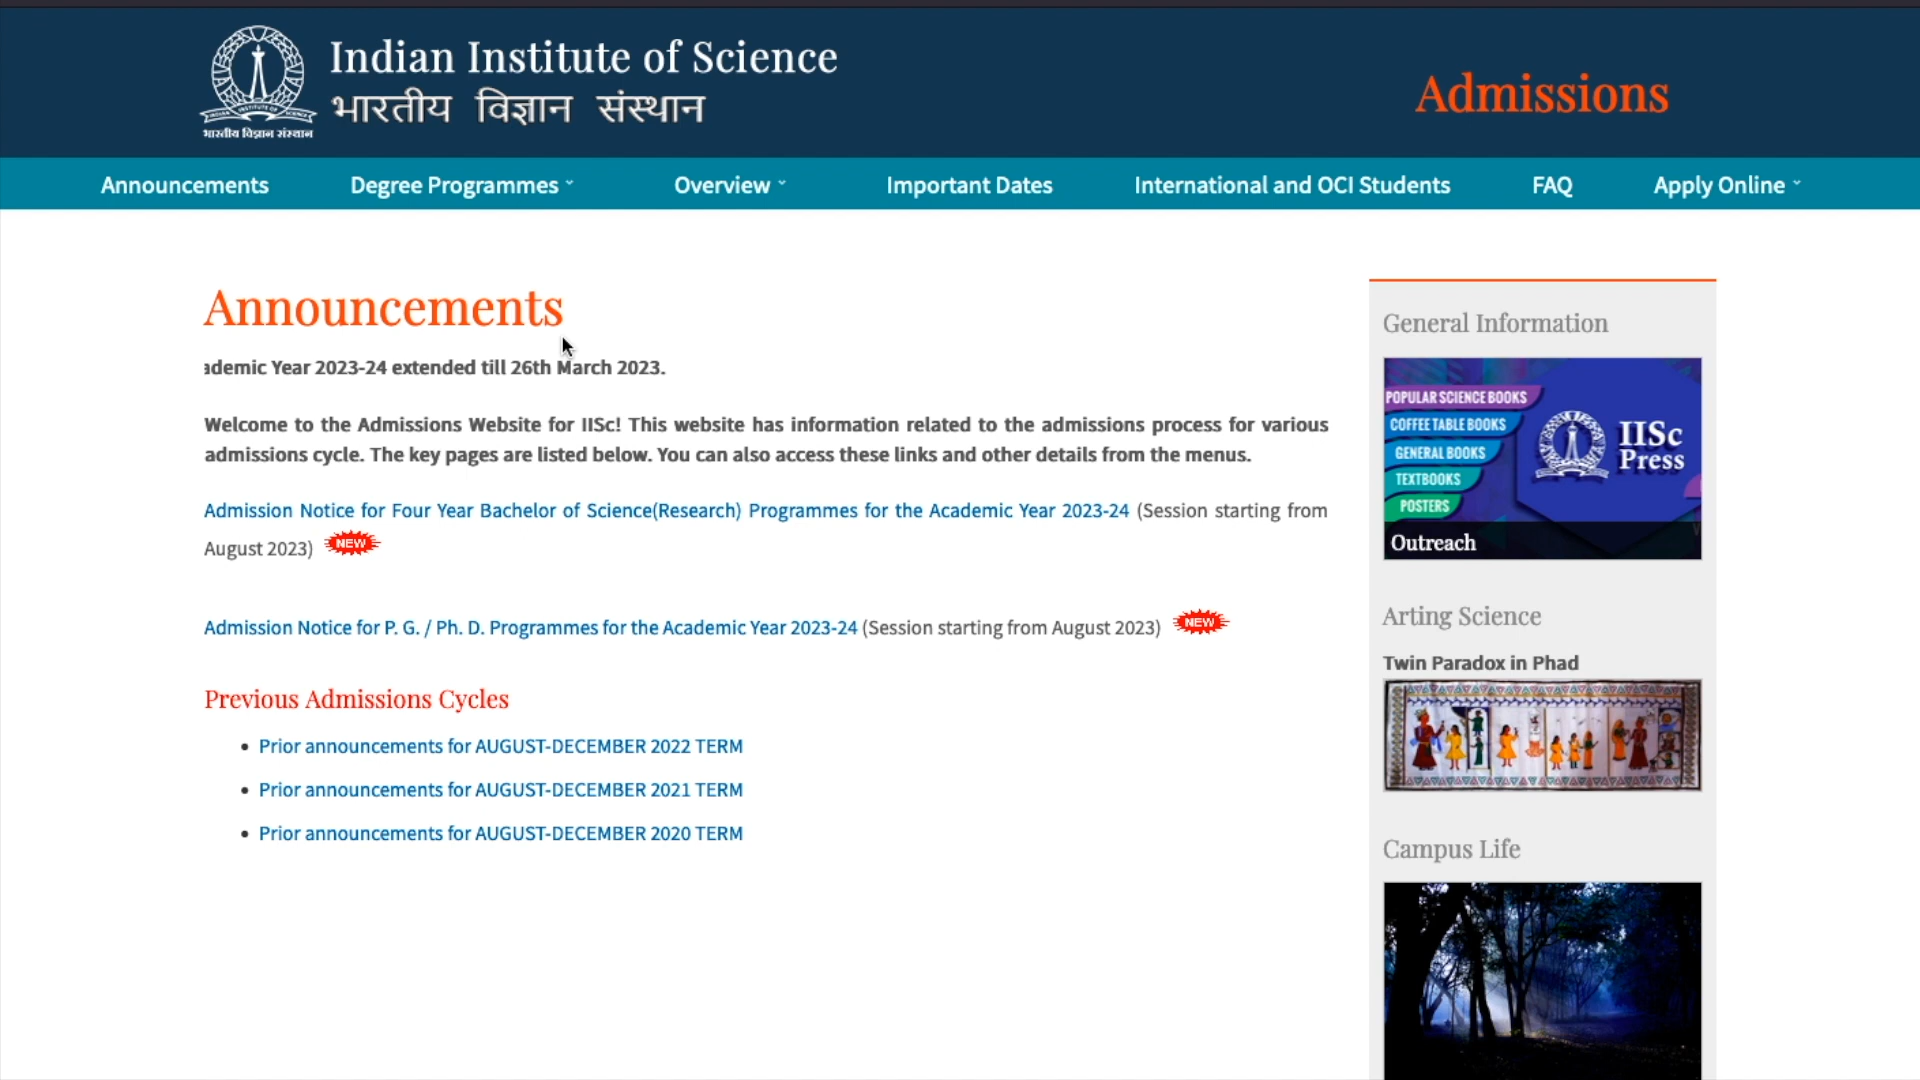 Indian Institute of Science
भारतीय विज्ञान संस्थान
भारतीय विज्ञान संस्थान
Admissions
Announcements
Degree Programmes
Overview
Important Dates
International and OCI Students
FAQ
Apply Online
Announcements
ademic Year 2023-24 extended till 26th March 2023.
Welcome to the Admissions Website for IISc! This website has information related to the admissions process for various
admissions cycle. The key pages are listed below. You can also access these links and other details from the menus.
Admission Notice for Four Year Bachelor of Science(Research) Programmes for the Academic Year 2023-24 (Session starting from
August 2023) NEW
Admission Notice for P. G. / Ph. D. Programmes for the Academic Year 2023-24 (Session starting from August 2023) NEW
Previous Admissions Cycles
Prior announcements for AUGUST-DECEMBER 2022 TERM
Prior announcements for AUGUST-DECEMBER 2021 TERM
Prior announcements for AUGUST-DECEMBER 2020 TERM
General Information
POPULAR SCIENCE BOOKS
COFFEE TABLE BOOKS
GENERAL BOOKS
TEXTBOOKS
POSTERS
IISc
Press
Outreach
Arting Science
Twin Paradox in Phad
Campus Life